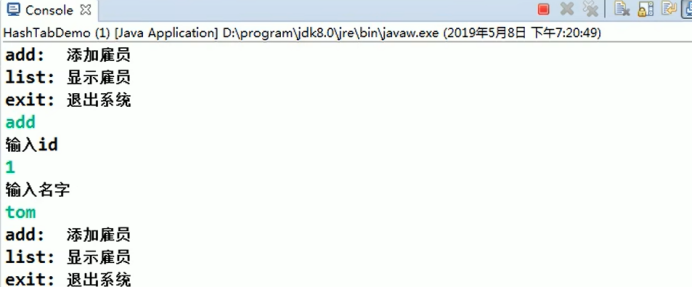 Console
HashTabDemo (1) [Java Application] D:\program\jdk8.0\jre\bin\javaw.exe (2019年5月8日 下午7:20:49)
add:  添加雇员
list: 显示雇员
exit: 退出系统
add
输入id
1
输入名字
tom
add:  添加雇员
list: 显示雇员
exit: 退出系统